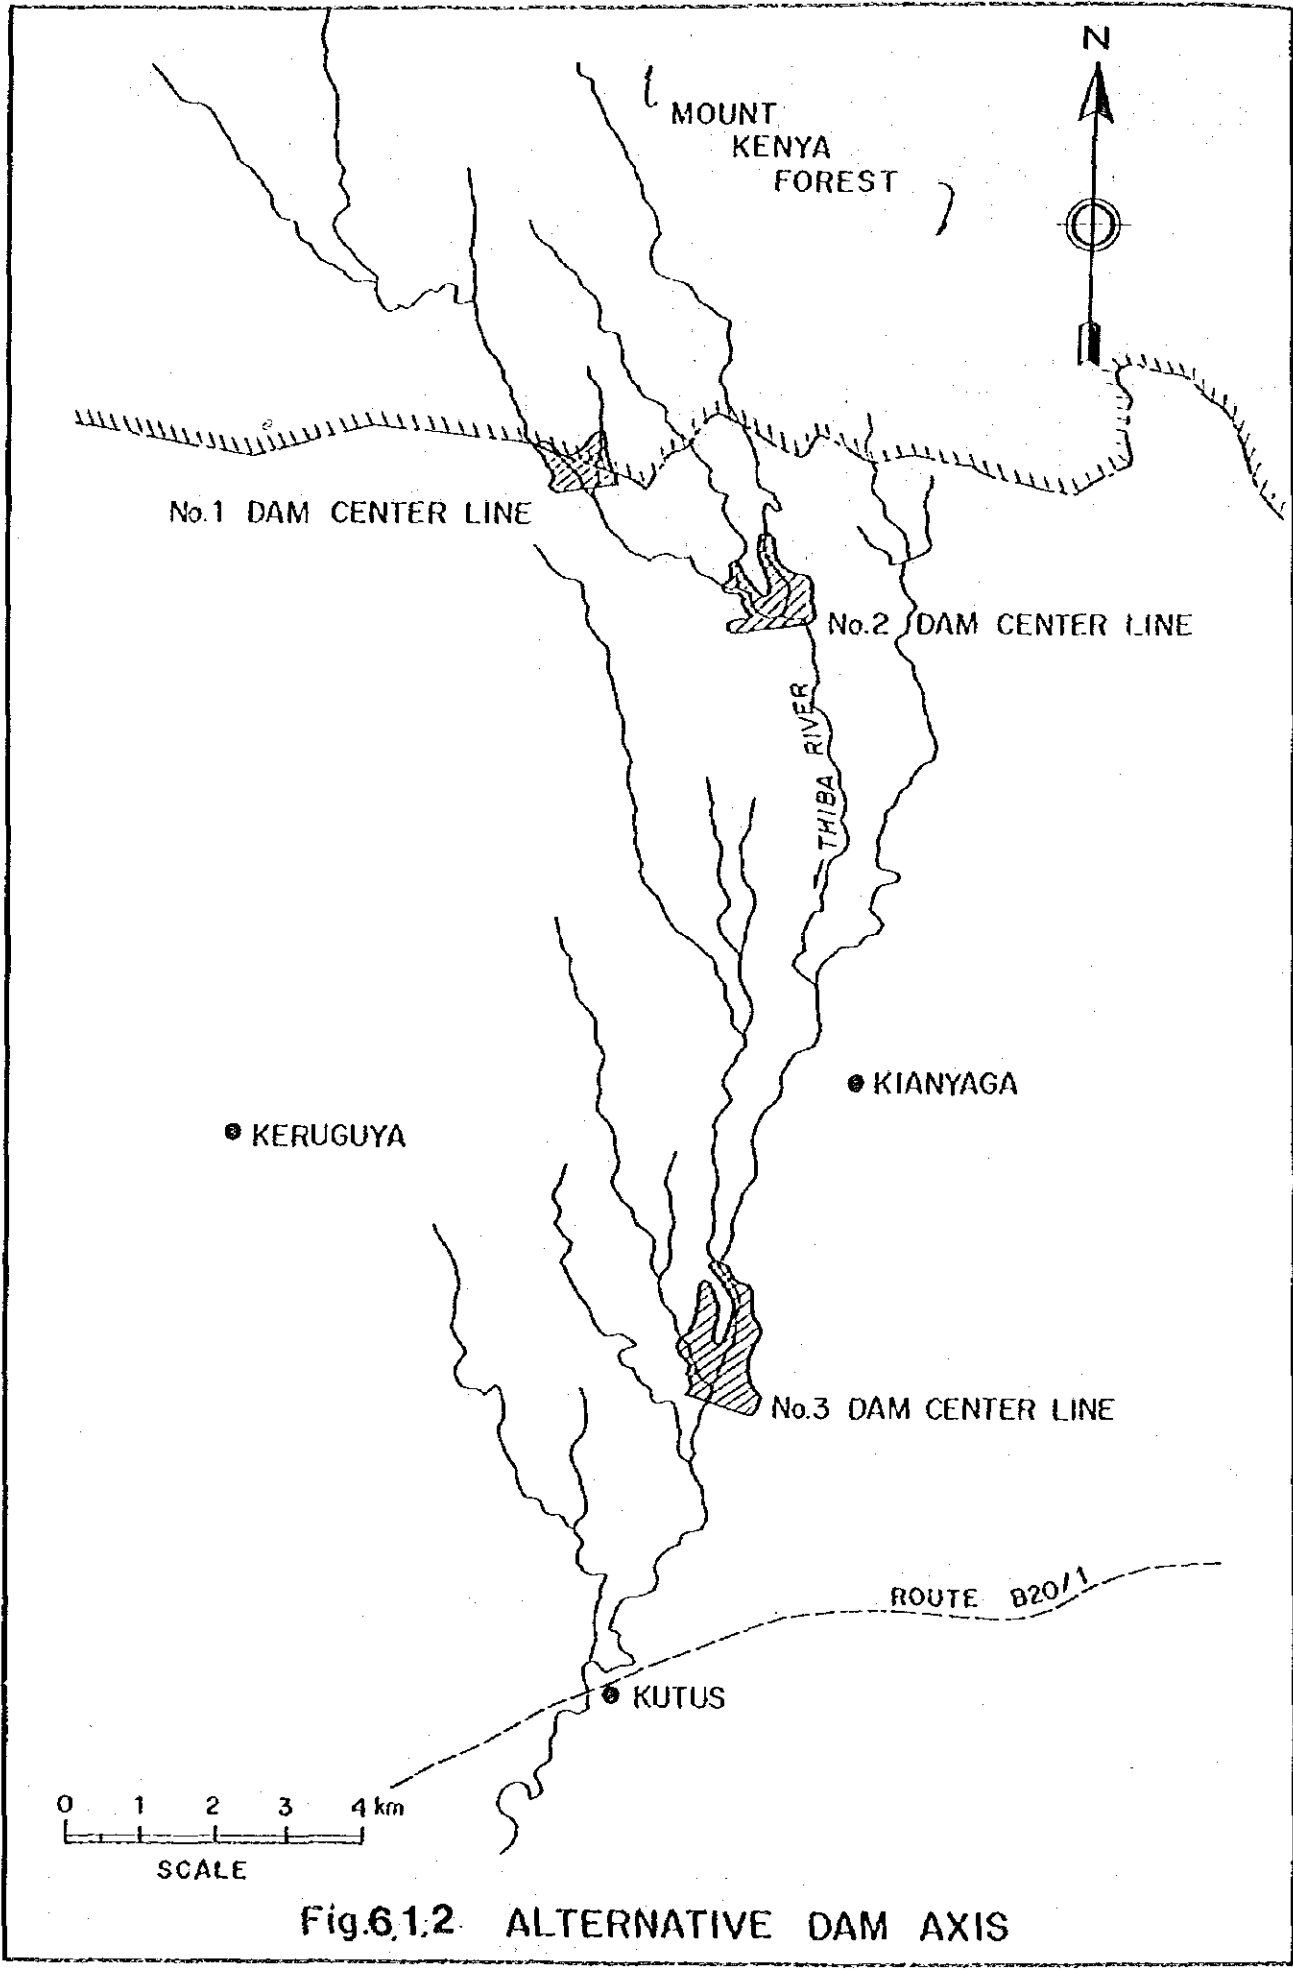 N
MOUNT
KENYA
FOREST
No.1 DAM CENTER LINE
No.2 DAM CENTER LINE
THIBA RIVER
KIANYAGA
KERUGUYA
No.3 DAM CENTER LINE
ROUTE B20/1
KUTUS
0 1 2 3 4 km
SCALE
Fig.6.1.2 ALTERNATIVE DAM AXIS